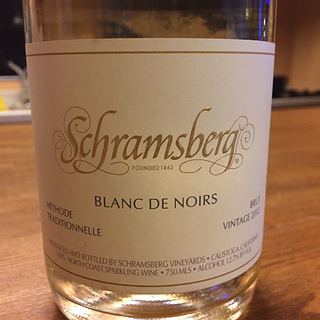 Schramsberg®
FOUNDED 1862
BLANC DE NOIRS
MÉTHODE
TRADITIONNELLE
BRUT
VINTAGE 2012
PRODUCED AND BOTTLED BY SCHRAMSBERG VINEYARDS • CALISTOGA, CALIFORNIA
100% NORTH COAST SPARKLING WINE • 750 MLS • ALCOHOL 12.7% BY VOL.